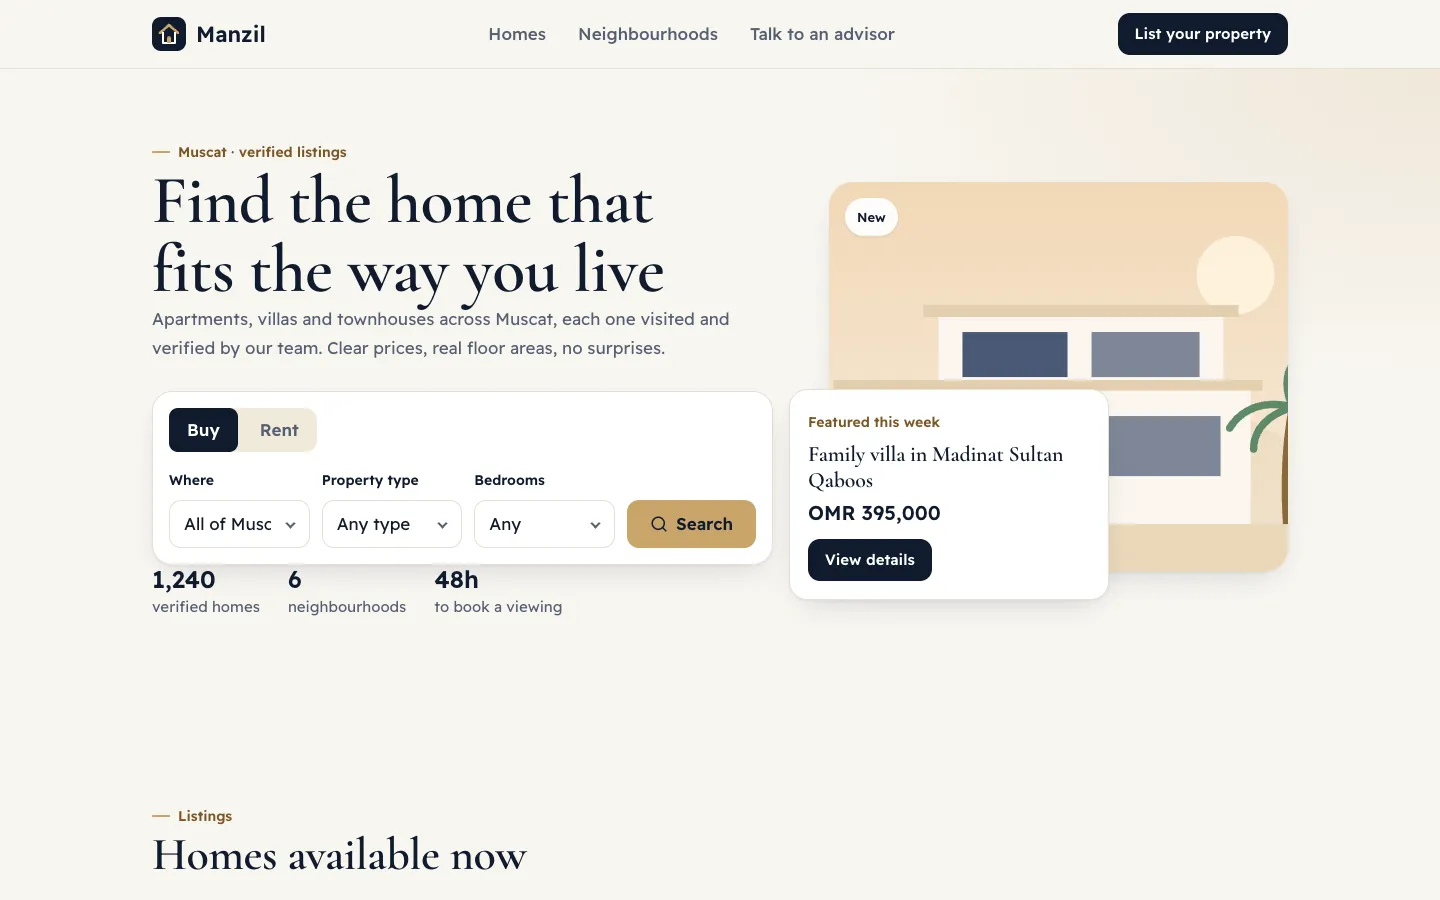 Manzil
Homes
Neighbourhoods
Talk to an advisor
List your property
Muscat · verified listings
Find the home that
fits the way you live
Apartments, villas and townhouses across Muscat, each one visited and
verified by our team. Clear prices, real floor areas, no surprises.
Buy
Rent
Where
Property type
Bedrooms
All of Musc
Any type
Any
Search
1,240
6
48h
verified homes
neighbourhoods
to book a viewing
New
Featured this week
Family villa in Madinat Sultan
Qaboos
OMR 395,000
View details
Listings
Homes available now